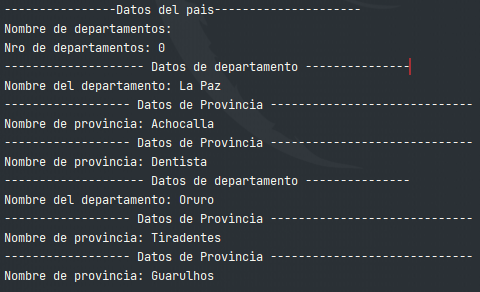 ----------------Datos del pais---------------------
Nombre de departamentos:
Nro de departamentos: 0
-------------------- Datos de departamento ---------------
Nombre del departamento: La Paz
------------------ Datos de Provincia -----------------------------
Nombre de provincia: Achocalla
------------------ Datos de Provincia -----------------------------
Nombre de provincia: Dentista
-------------------- Datos de departamento ---------------
Nombre del departamento: Oruro
------------------ Datos de Provincia -----------------------------
Nombre de provincia: Tiradentes
------------------ Datos de Provincia -----------------------------
Nombre de provincia: Guarulhos